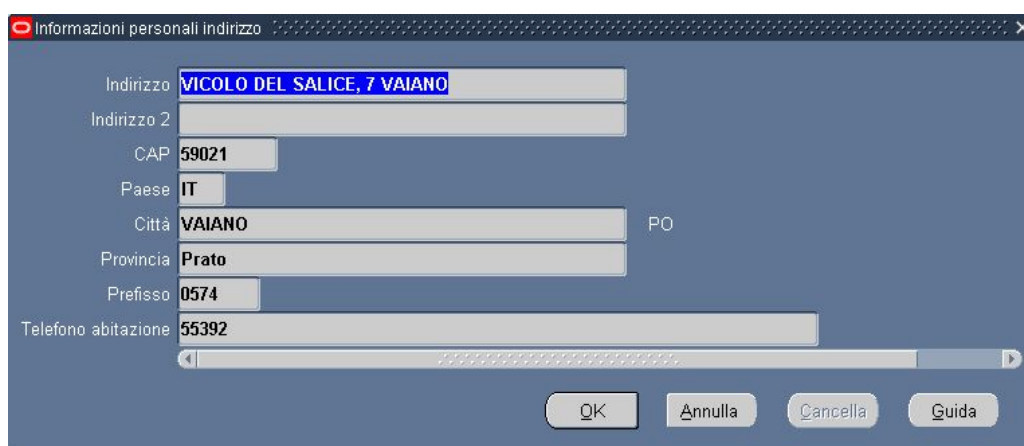 Informazioni personali indirizzo
Indirizzo VICOLO DEL SALICE, 7 VAIANO
Indirizzo 2
CAP 59021
Paese IT
Città VAIANO PO
Provincia Prato
Prefisso 0574
Telefono abitazione 55392
OK Annulla Cancella Guida